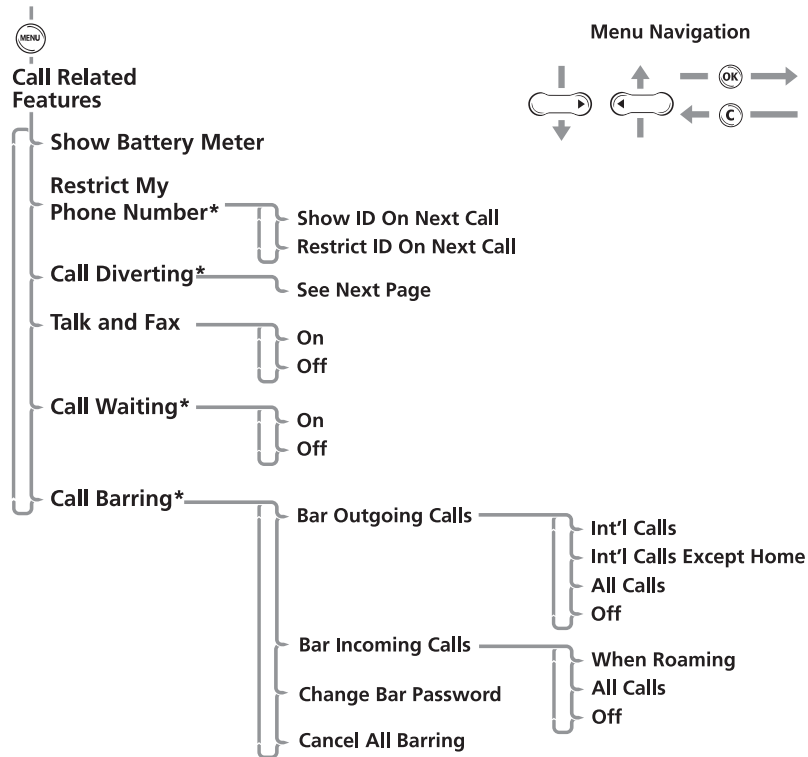 MENU
Menu Navigation
OK
C
Call Related
Features
Show Battery Meter
Restrict My
Phone Number*
Show ID On Next Call
Restrict ID On Next Call
Call Diverting*
See Next Page
Talk and Fax
On
Off
Call Waiting*
On
Off
Call Barring*
Bar Outgoing Calls
Int'l Calls
Int'l Calls Except Home
All Calls
Off
Bar Incoming Calls
When Roaming
All Calls
Off
Change Bar Password
Cancel All Barring